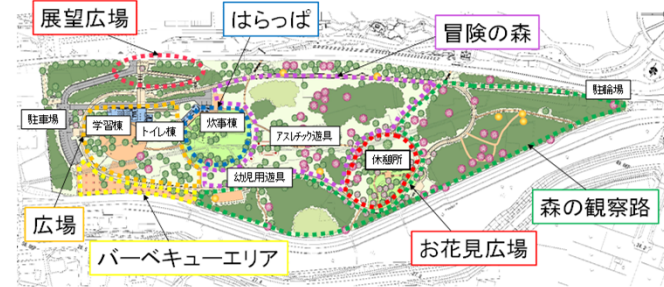 展望広場
はらっぱ
冒険の森
駐車場
学習棟
トイレ棟
炊事棟
アスレチック遊具
休憩所
駐輪場
幼児用遊具
広場
バーベキューエリア
お花見広場
森の観察路